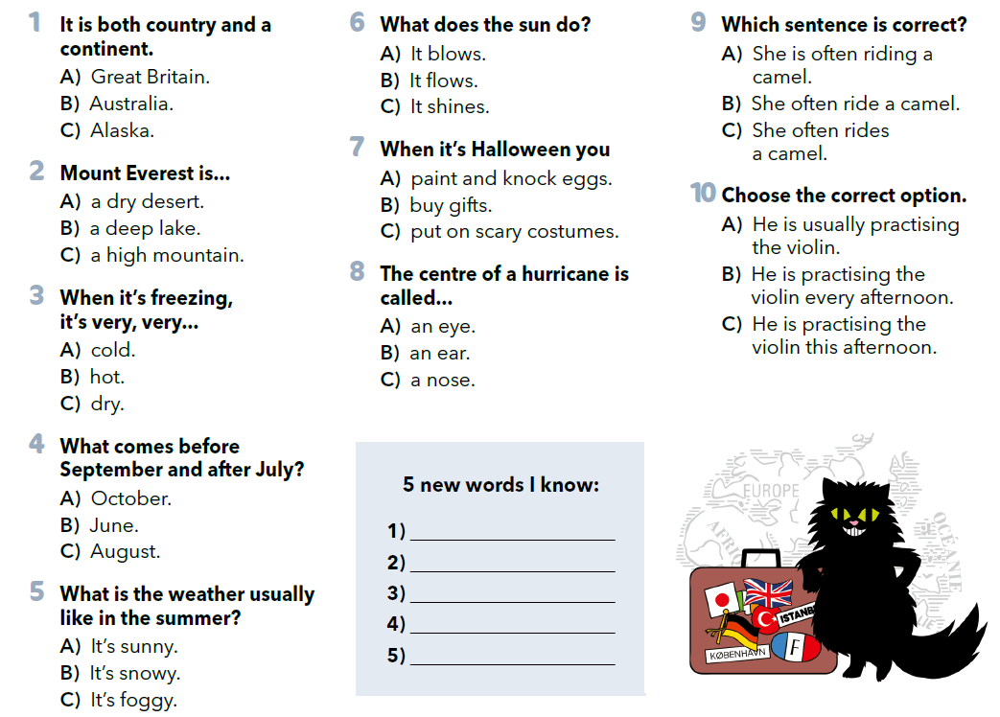 1 It is both country and a
continent.
A) Great Britain.
B) Australia.
C) Alaska.
2 Mount Everest is...
A) a dry desert.
B) a deep lake.
C) a high mountain.
3 When it's freezing,
it's very, very...
A) cold.
B) hot.
C) dry.
4 What comes before
September and after July?
A) October.
B) June.
C) August.
5 What is the weather usually
like in the summer?
A) It's sunny.
B) It's snowy.
C) It's foggy.
6 What does the sun do?
A) It blows.
B) It flows.
C) It shines.
7 When it's Halloween you
A) paint and knock eggs.
B) buy gifts.
C) put on scary costumes.
8 The centre of a hurricane is
called...
A) an eye.
B) an ear.
C) a nose.
5 new words I know:
1)
2)
3)
4)
5)
9 Which sentence is correct?
A) She is often riding a
camel.
B) She often ride a camel.
C) She often rides
a camel.
10 Choose the correct option.
A) He is usually practising
the violin.
B) He is practising the
violin every afternoon.
C) He is practising the
violin this afternoon.
EUROPE
AFRI
OCÉANIE
ISTANB
F
KØBENHAVN